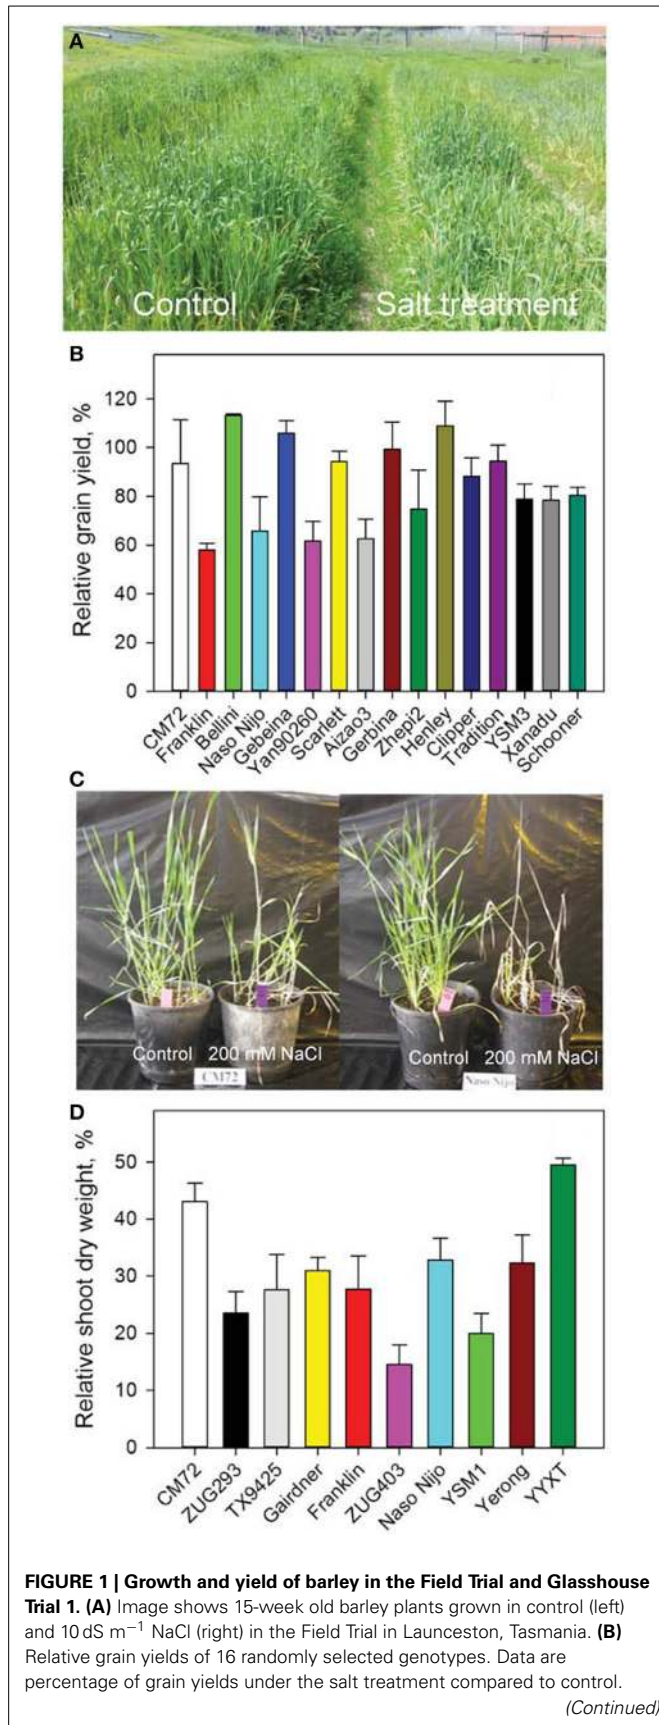 A
Control
Salt treatment
B
Relative grain yield, %
120
100
80
60
40
20
0
CM72
Franklin
Bellini
Naso Nijo
Gebeina
Yan90260
Scarlett
Aizao3
Gerbina
Zhepi2
Henley
Clipper
Tradition
YSM3
Xanadu
Schooner
C
Control 200 mM NaCl
CM72
Control 200 mM NaCl
Naso Nijo
D
Relative shoot dry weight, %
50
40
30
20
10
0
CM72
ZUG293
TX9425
Gairdner
Franklin
ZUG403
Naso Nijo
YSM1
Yerong
YYXT
FIGURE 1 | Growth and yield of barley in the Field Trial and Glasshouse
Trial 1. (A) Image shows 15-week old barley plants grown in control (left)
and 10 dS m⁻¹ NaCl (right) in the Field Trial in Launceston, Tasmania. (B)
Relative grain yields of 16 randomly selected genotypes. Data are
percentage of grain yields under the salt treatment compared to control.
(Continued)